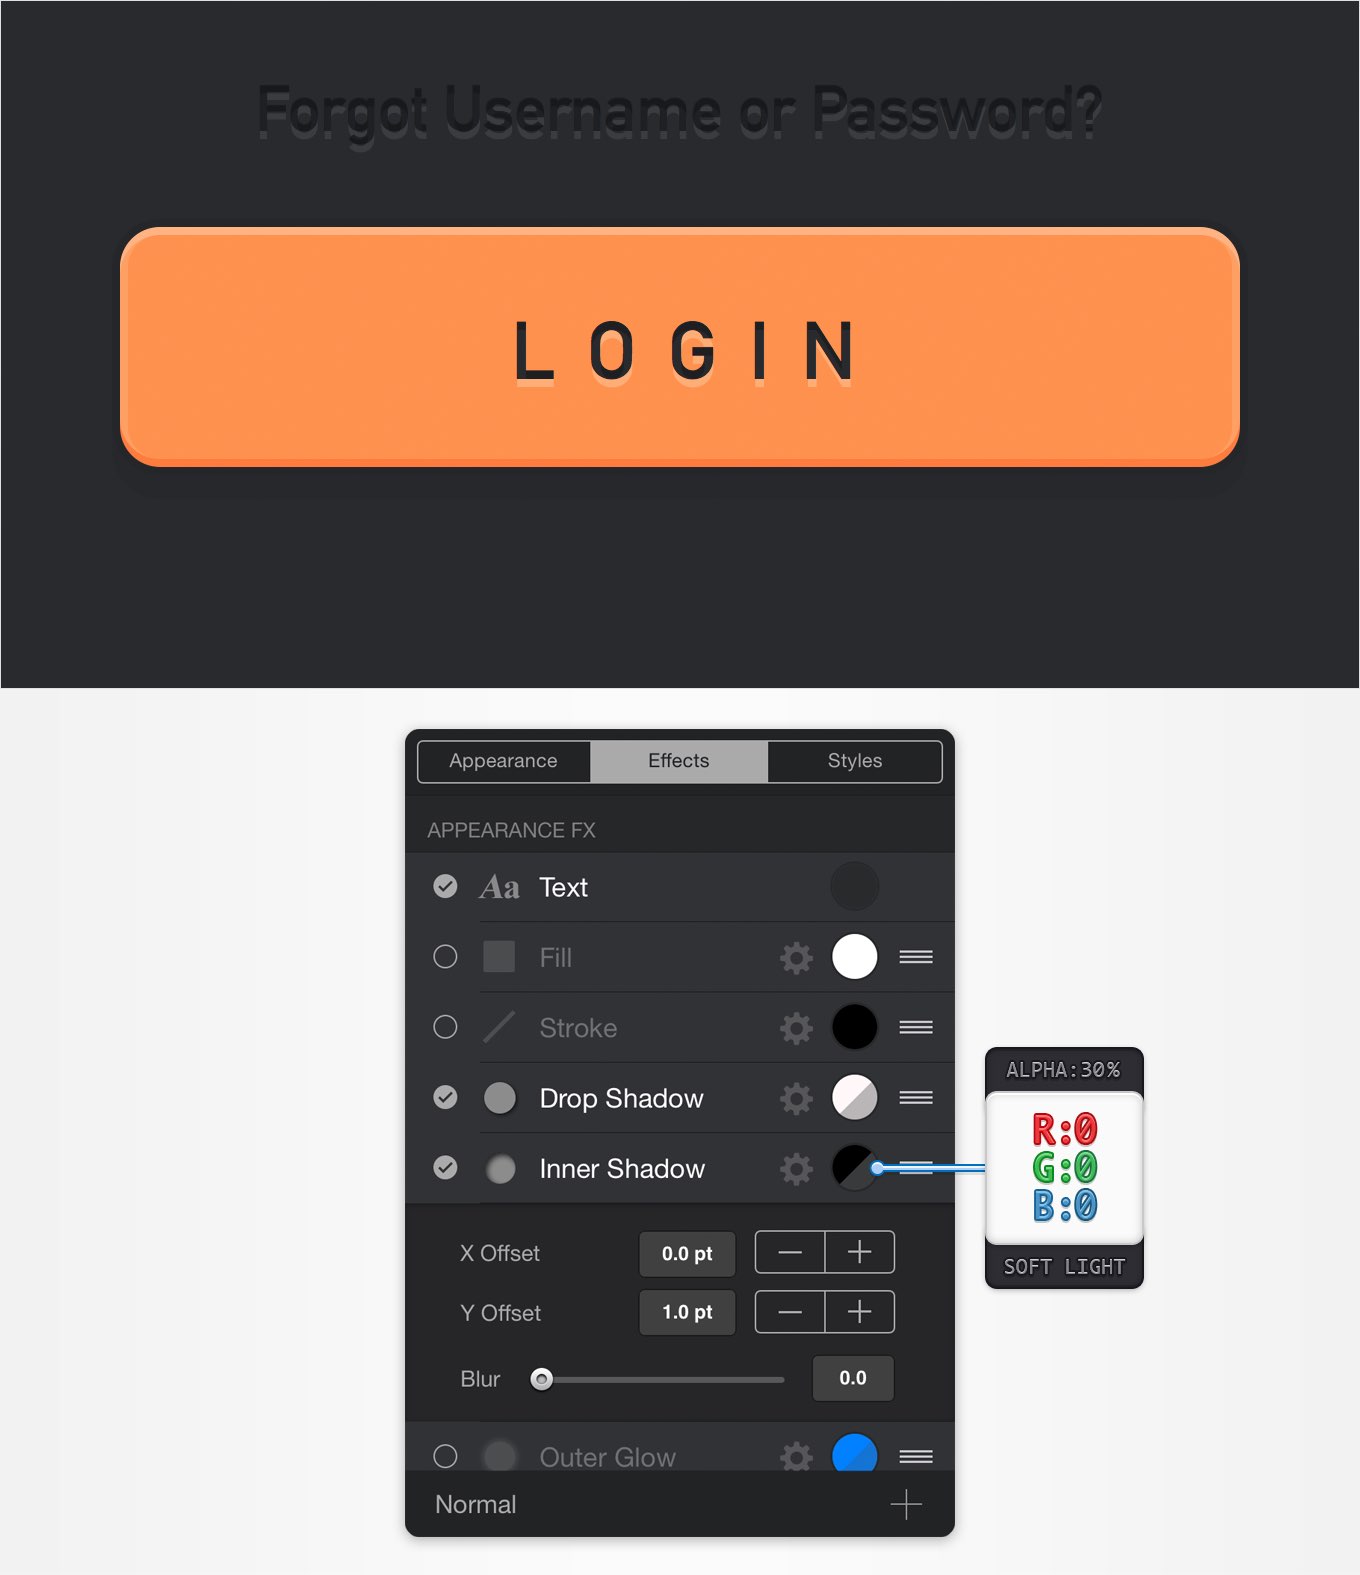 Forgot Username or Password?
LOGIN
Appearance Effects Styles
APPEARANCE FX
Aa Text
Fill
Stroke
Drop Shadow
Inner Shadow
ALPHA:30%
R:0
G:0
B:0
SOFT LIGHT
X Offset 0.0 pt
Y Offset 1.0 pt
Blur 0.0
Outer Glow
Normal